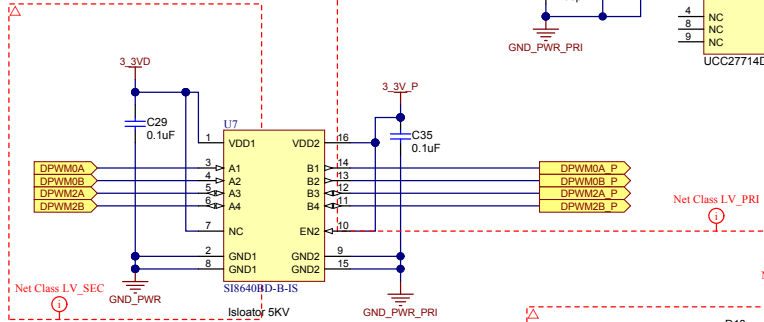 4 NC
8 NC
9 NC
UCC27714D
GND_PWR_PRI
3_3VD
3_3V_P
C29
0.1uF
C35
0.1uF
U7
1 VDD1 VDD2 16
DPWM0A 3 A1 B1 14 DPWM0A_P
DPWM0B 4 A2 B2 13 DPWM0B_P
DPWM2A 5 A3 B3 12 DPWM2A_P
DPWM2B 6 A4 B4 11 DPWM2B_P
7 NC EN2 10
2 GND1 GND2 9
8 GND1 GND2 15
SI8640BD-B-IS
Isloator 5KV
GND_PWR
GND_PWR_PRI
Net Class LV_SEC
i
Net Class LV_PRI
i